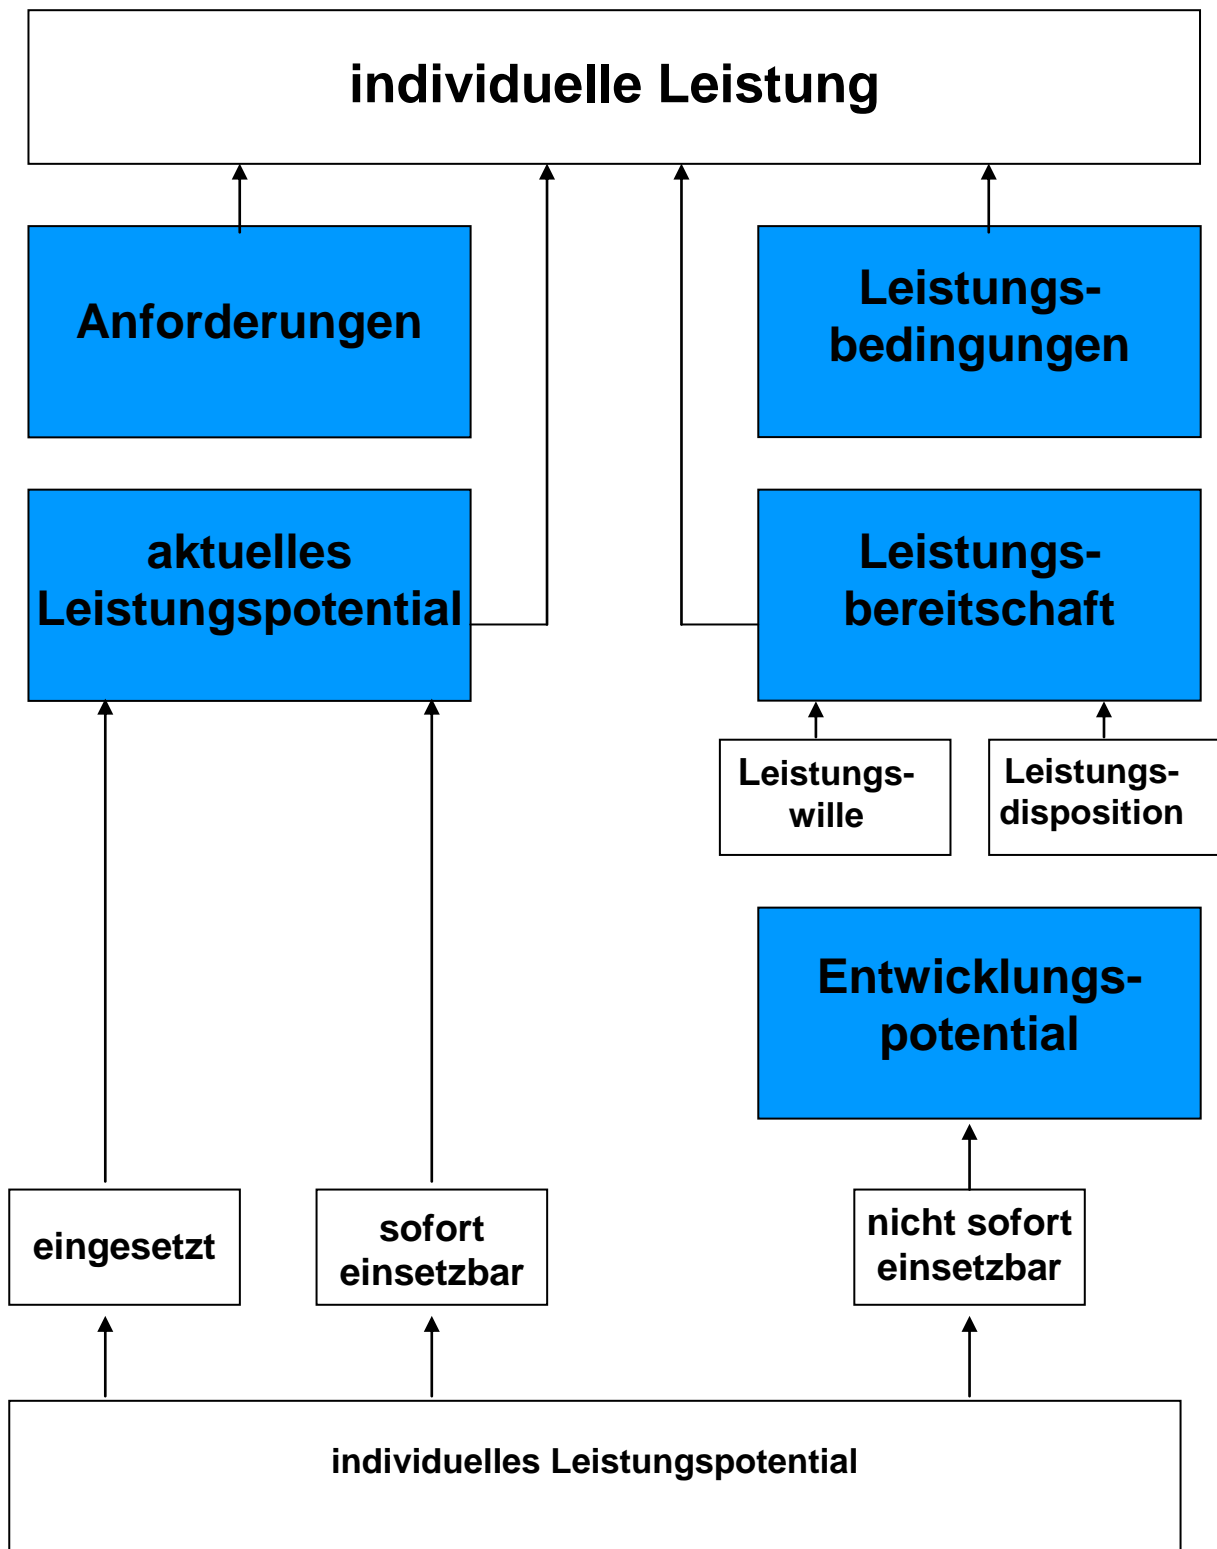 individuelle Leistung
Anforderungen
Leistungs-
bedingungen
aktuelles
Leistungspotential
Leistungs-
bereitschaft
Leistungs-
wille
Leistungs-
disposition
Entwicklungs-
potential
eingesetzt
sofort
einsetzbar
nicht sofort
einsetzbar
individuelles Leistungspotential